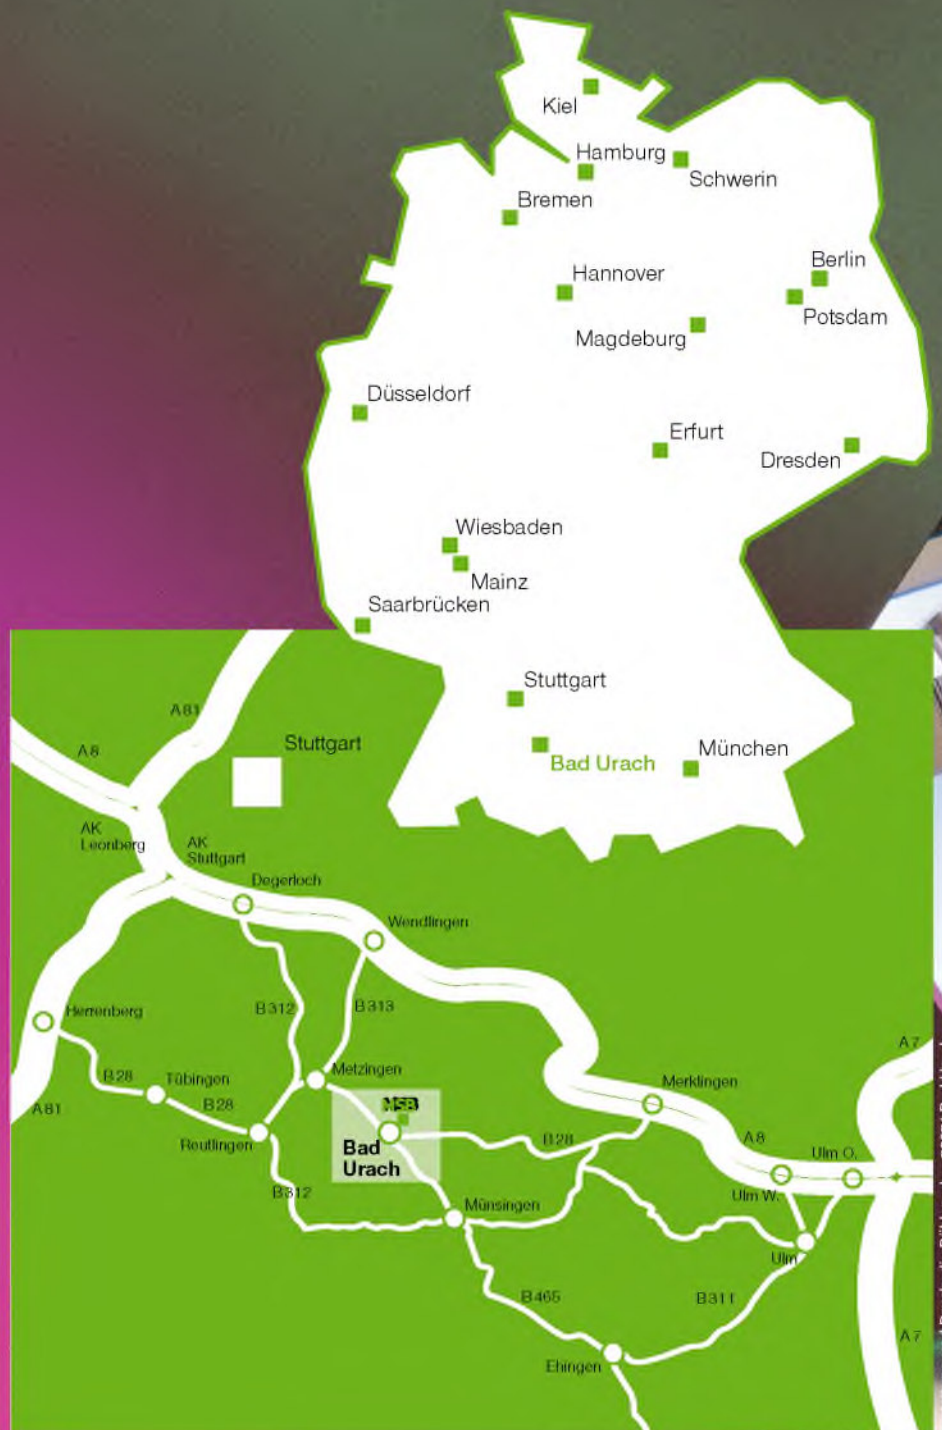 Kiel
Hamburg
Schwerin
Bremen
Berlin
Hannover
Potsdam
Magdeburg
Düsseldorf
Erfurt
Dresden
Wiesbaden
Mainz
Saarbrücken
Stuttgart
Bad Urach
München
A81
A8
Stuttgart
AK
Leonberg
AK
Stuttgart
Degerloch
Wendlingen
B312
B313
Herrenberg
A7
Metzingen
B28
Tübingen
Merklingen
B28
A81
MSB
Reutlingen
Bad
Urach
B28
A8
Ulm O.
Ulm W.
B312
Münsingen
Ulm
B465
B311
A7
Ehingen